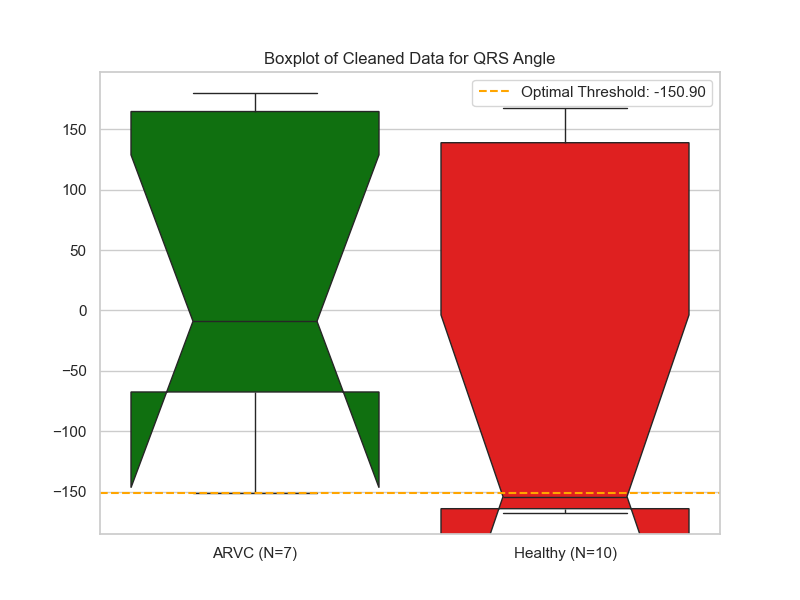 Boxplot of Cleaned Data for QRS Angle
Optimal Threshold: -150.90
150
100
50
0
−50
−100
−150
ARVC (N=7)
Healthy (N=10)